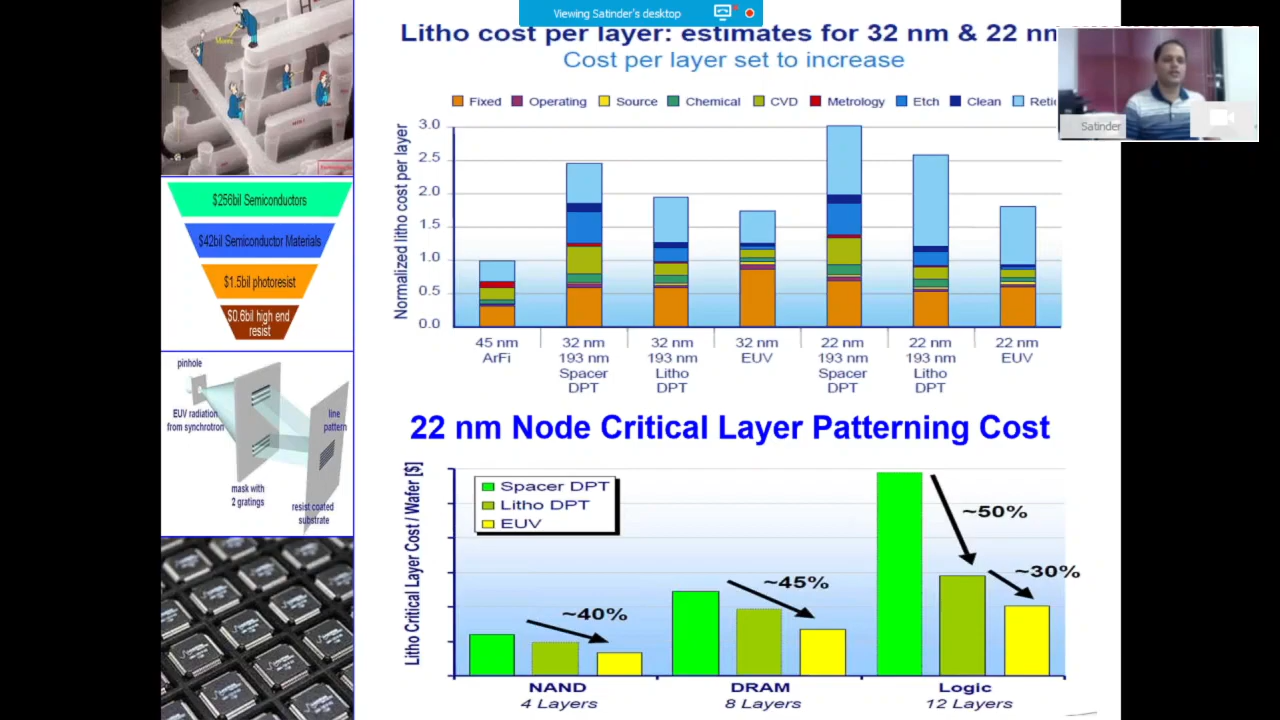 Viewing Satinder's desktop
Litho cost per layer: estimates for 32 nm & 22 nm
Cost per layer set to increase
Fixed Operating Source Chemical CVD Metrology Etch Clean Reti
Satinder
Normalized litho cost per layer
3.0
2.5
2.0
1.5
1.0
0.5
0.0
45 nm
ArFi
32 nm
193 nm
Spacer
DPT
32 nm
193 nm
Litho
DPT
32 nm
EUV
22 nm
193 nm
Spacer
DPT
22 nm
193 nm
Litho
DPT
22 nm
EUV
$256bil Semiconductors
$42bil Semiconductor Materials
$1.5bil photoresist
$0.6bil high end
resist
pinhole
EUV radiation
from synchrotron
line
pattern
mask with
2 gratings
resist coated
substrate
22 nm Node Critical Layer Patterning Cost
Litho Critical Layer Cost / Wafer [$]
Spacer DPT
Litho DPT
EUV
~40%
~45%
~50%
~30%
NAND
4 Layers
DRAM
8 Layers
Logic
12 Layers